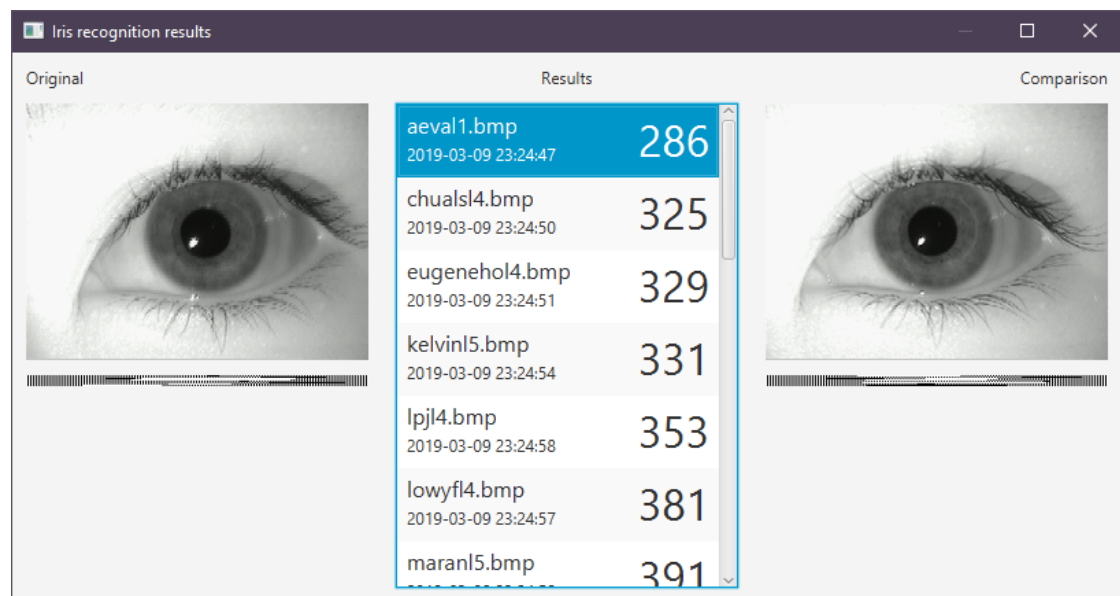 Iris recognition results
Original
Results
Comparison
aeval1.bmp
286
2019-03-09 23:24:47
chualsl4.bmp
325
2019-03-09 23:24:50
eugenehol4.bmp
329
2019-03-09 23:24:51
kelvinl5.bmp
331
2019-03-09 23:24:54
lpjl4.bmp
353
2019-03-09 23:24:58
lowyfl4.bmp
381
2019-03-09 23:24:57
maranl5.bmp
391